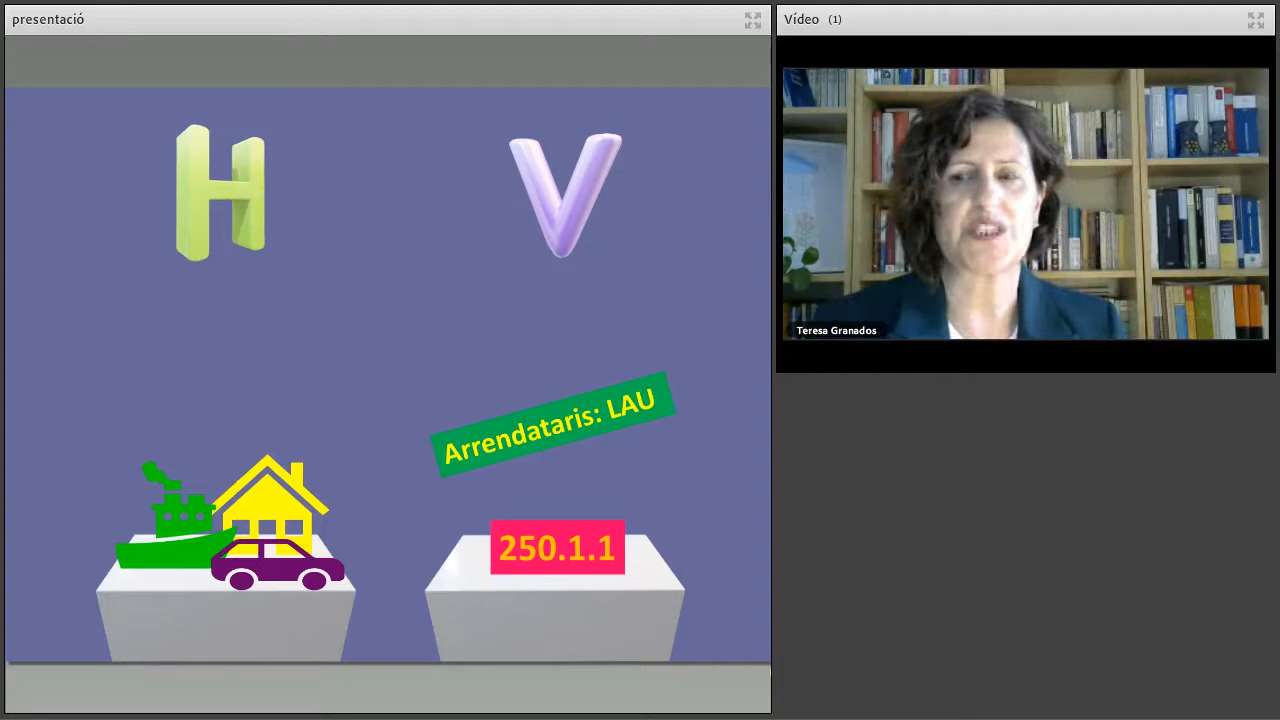 presentació
Vídeo (1)
H V
Arrendataris: LAU
250.1.1
Teresa Granados